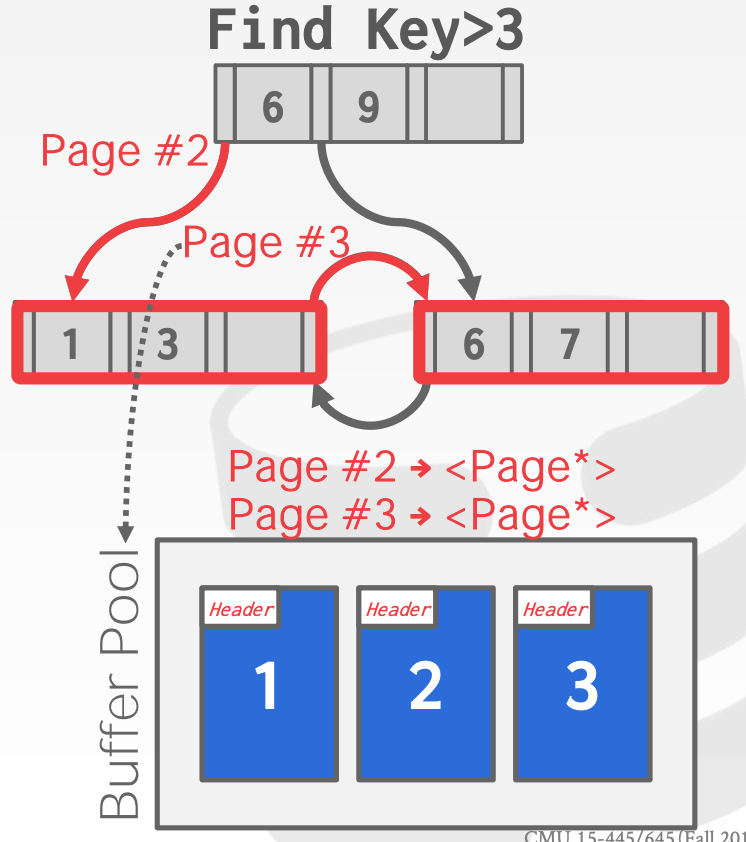 Find Key>3
6 9
Page #2
Page #3
1 3
6 7
Page #2 → <Page*>
Page #3 → <Page*>
Buffer Pool
Header Header Header
1 2 3
CMU 15-445/645 (Fall 201